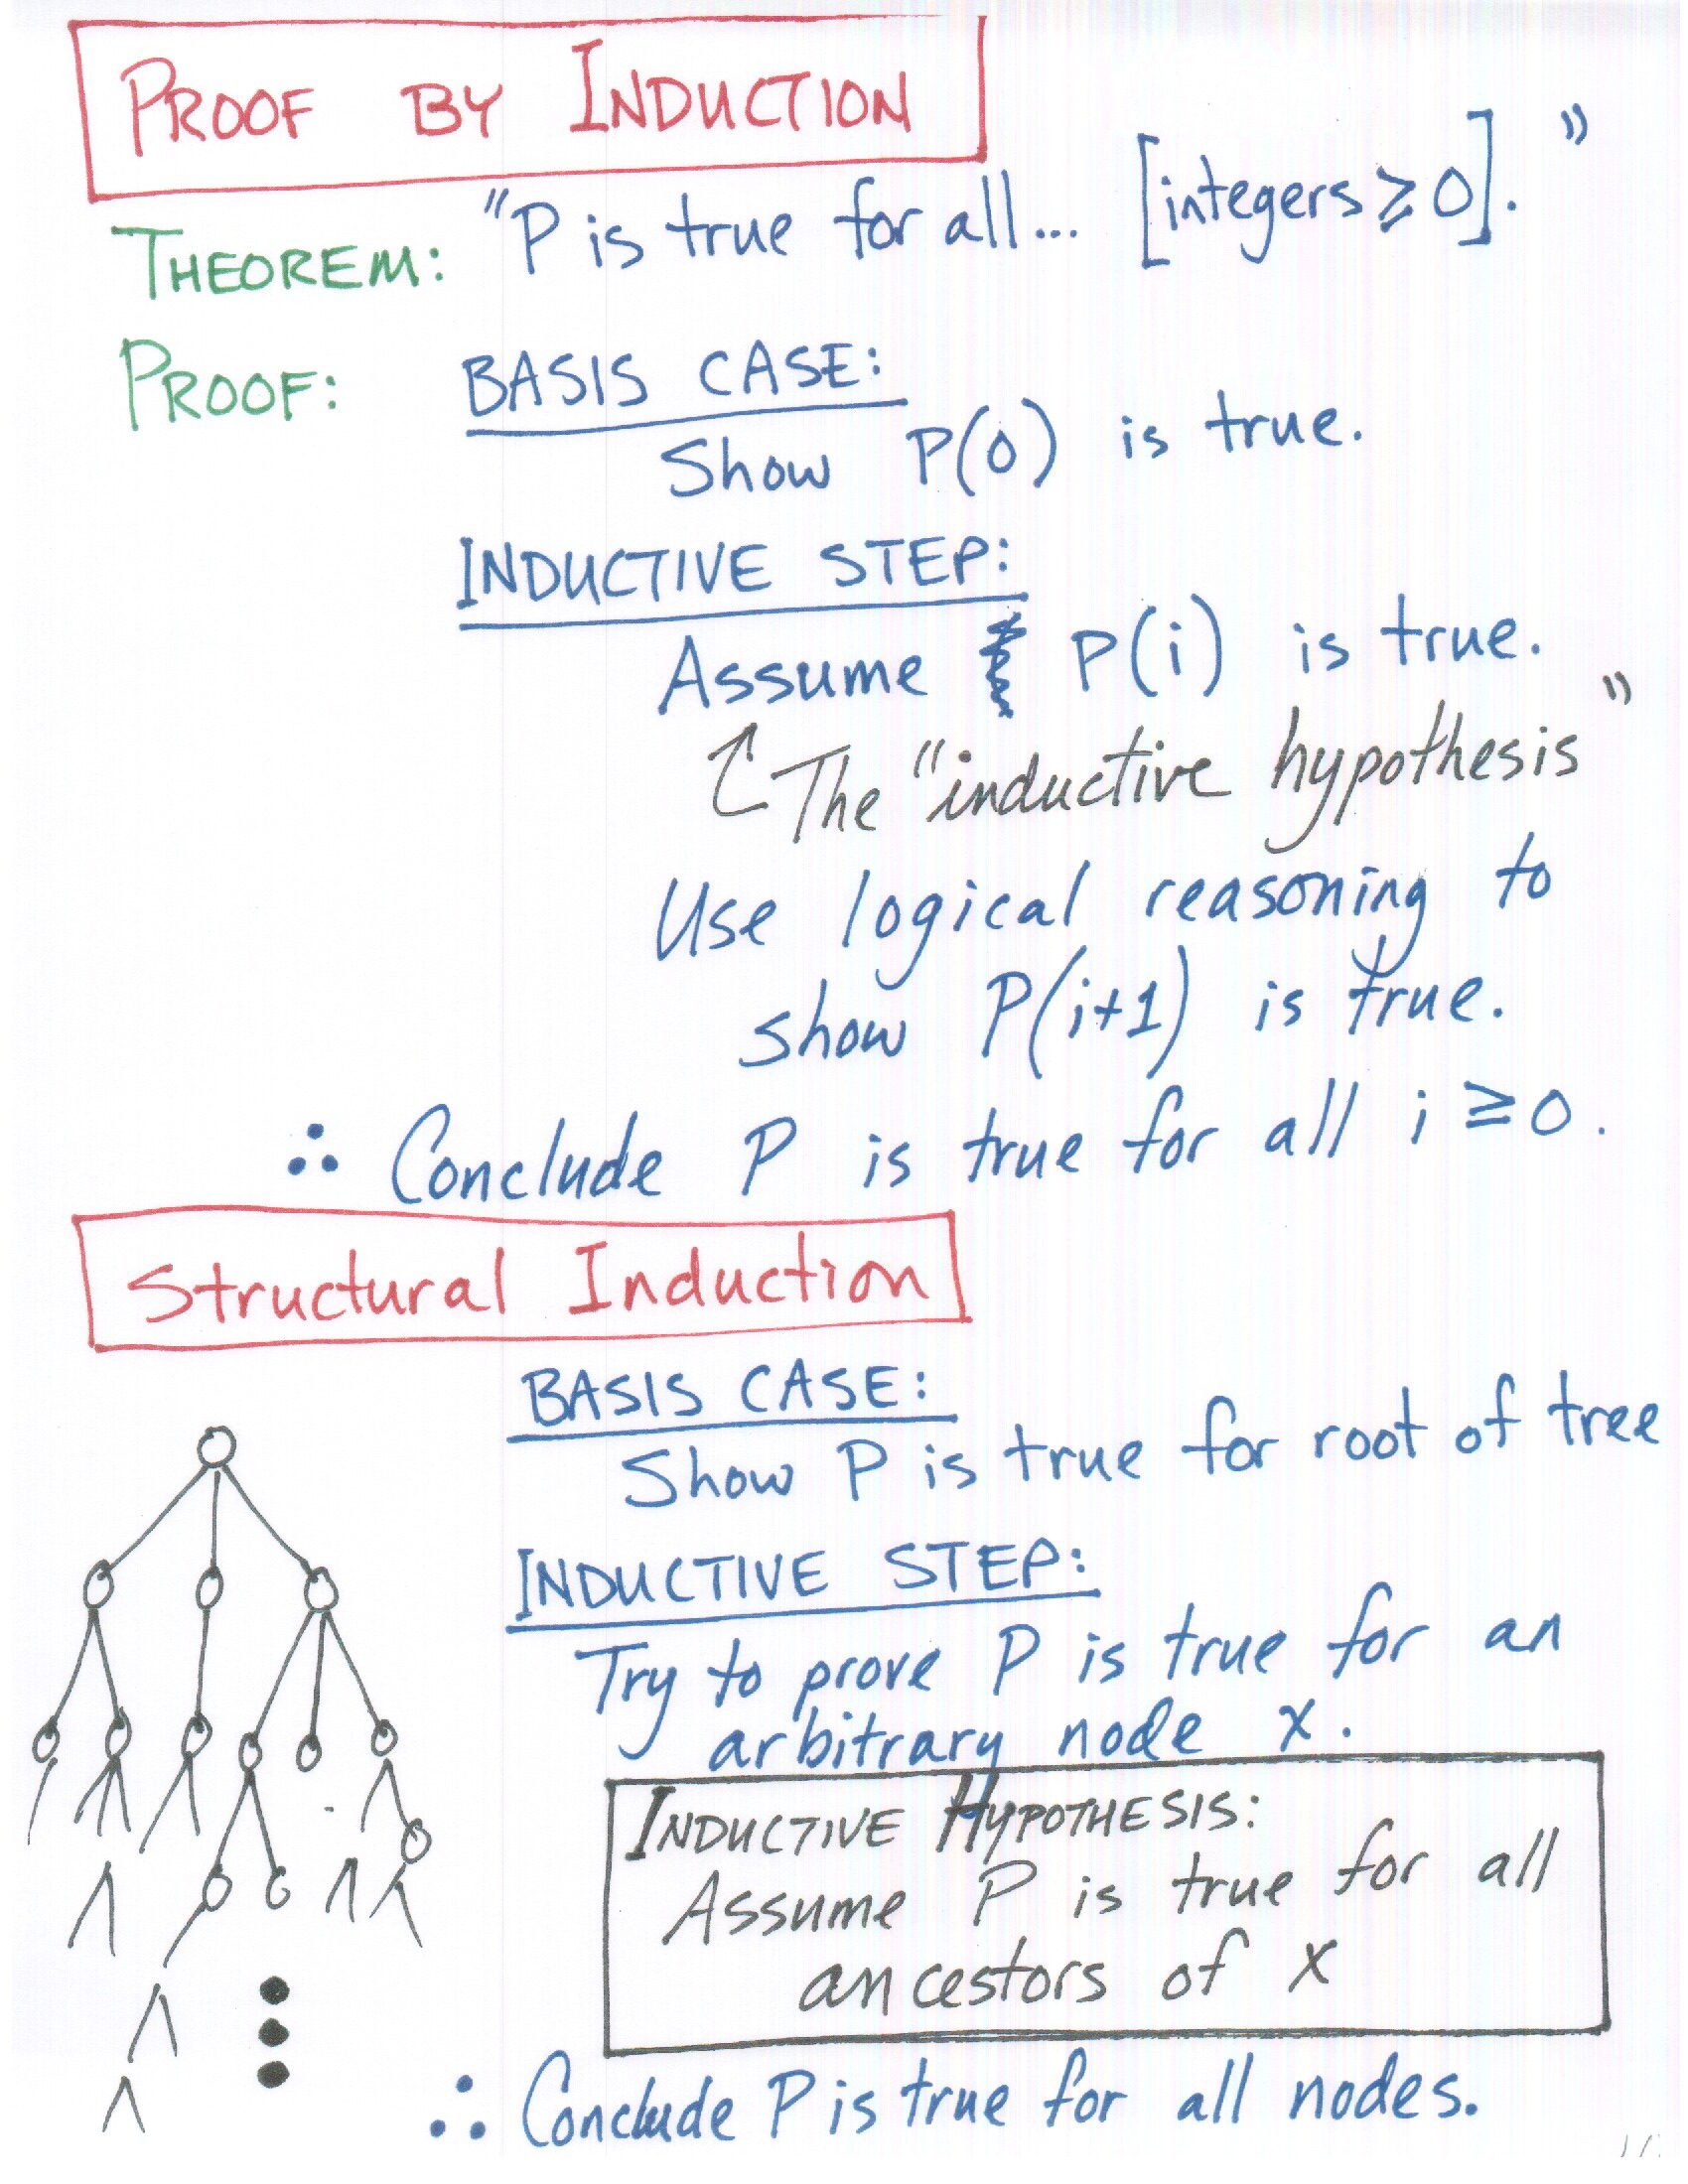 PROOF BY INDUCTION
THEOREM: "P is true for all... [integers ≥ 0]."
PROOF: BASIS CASE:
Show P(0) is true.
INDUCTIVE STEP:
Assume P(i) is true.
The "inductive hypothesis"
Use logical reasoning to
show P(i+1) is true.
∴ Conclude P is true for all i ≥ 0.
Structural Induction
BASIS CASE:
Show P is true for root of tree
INDUCTIVE STEP:
Try to prove P is true for an
arbitrary node x.
INDUCTIVE HYPOTHESIS:
Assume P is true for all
ancestors of x
∴ Conclude P is true for all nodes.